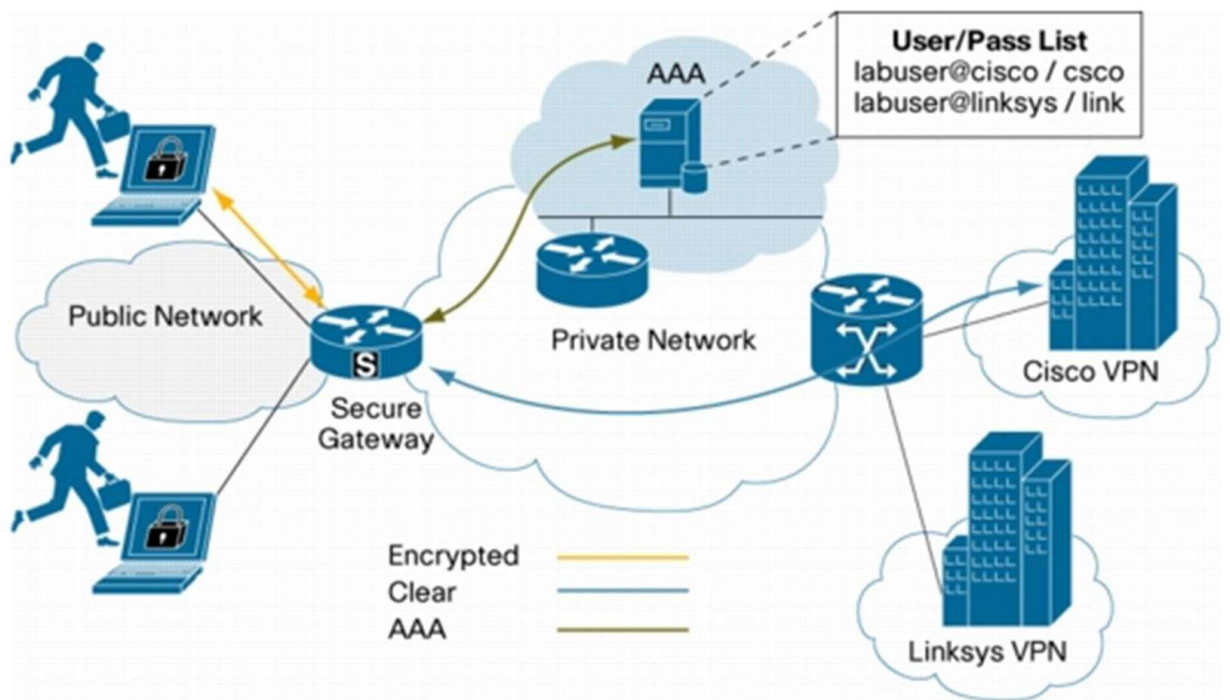 User/Pass List
labuser@cisco / csco
labuser@linksys / link
AAA
Public Network
Private Network
S
Secure
Gateway
Cisco VPN
Linksys VPN
Encrypted
Clear
AAA